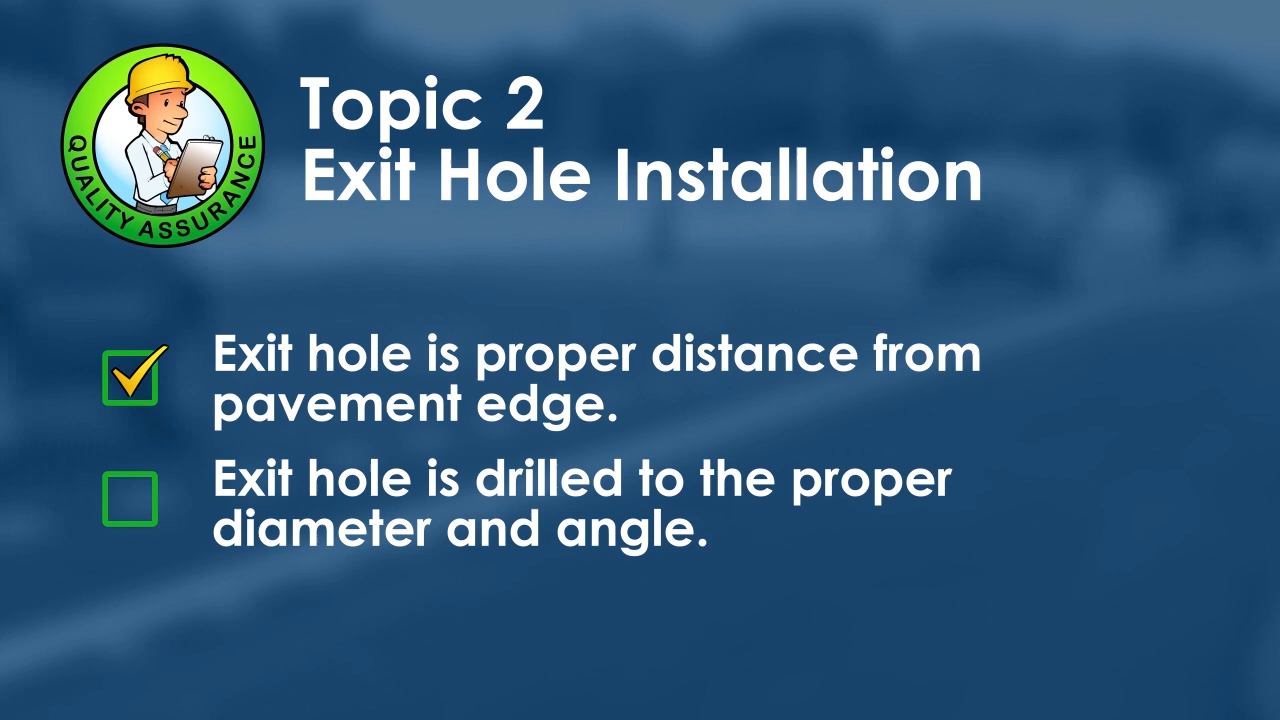 QUALITY ASSURANCE
Topic 2
Exit Hole Installation
Exit hole is proper distance from
pavement edge.
Exit hole is drilled to the proper
diameter and angle.